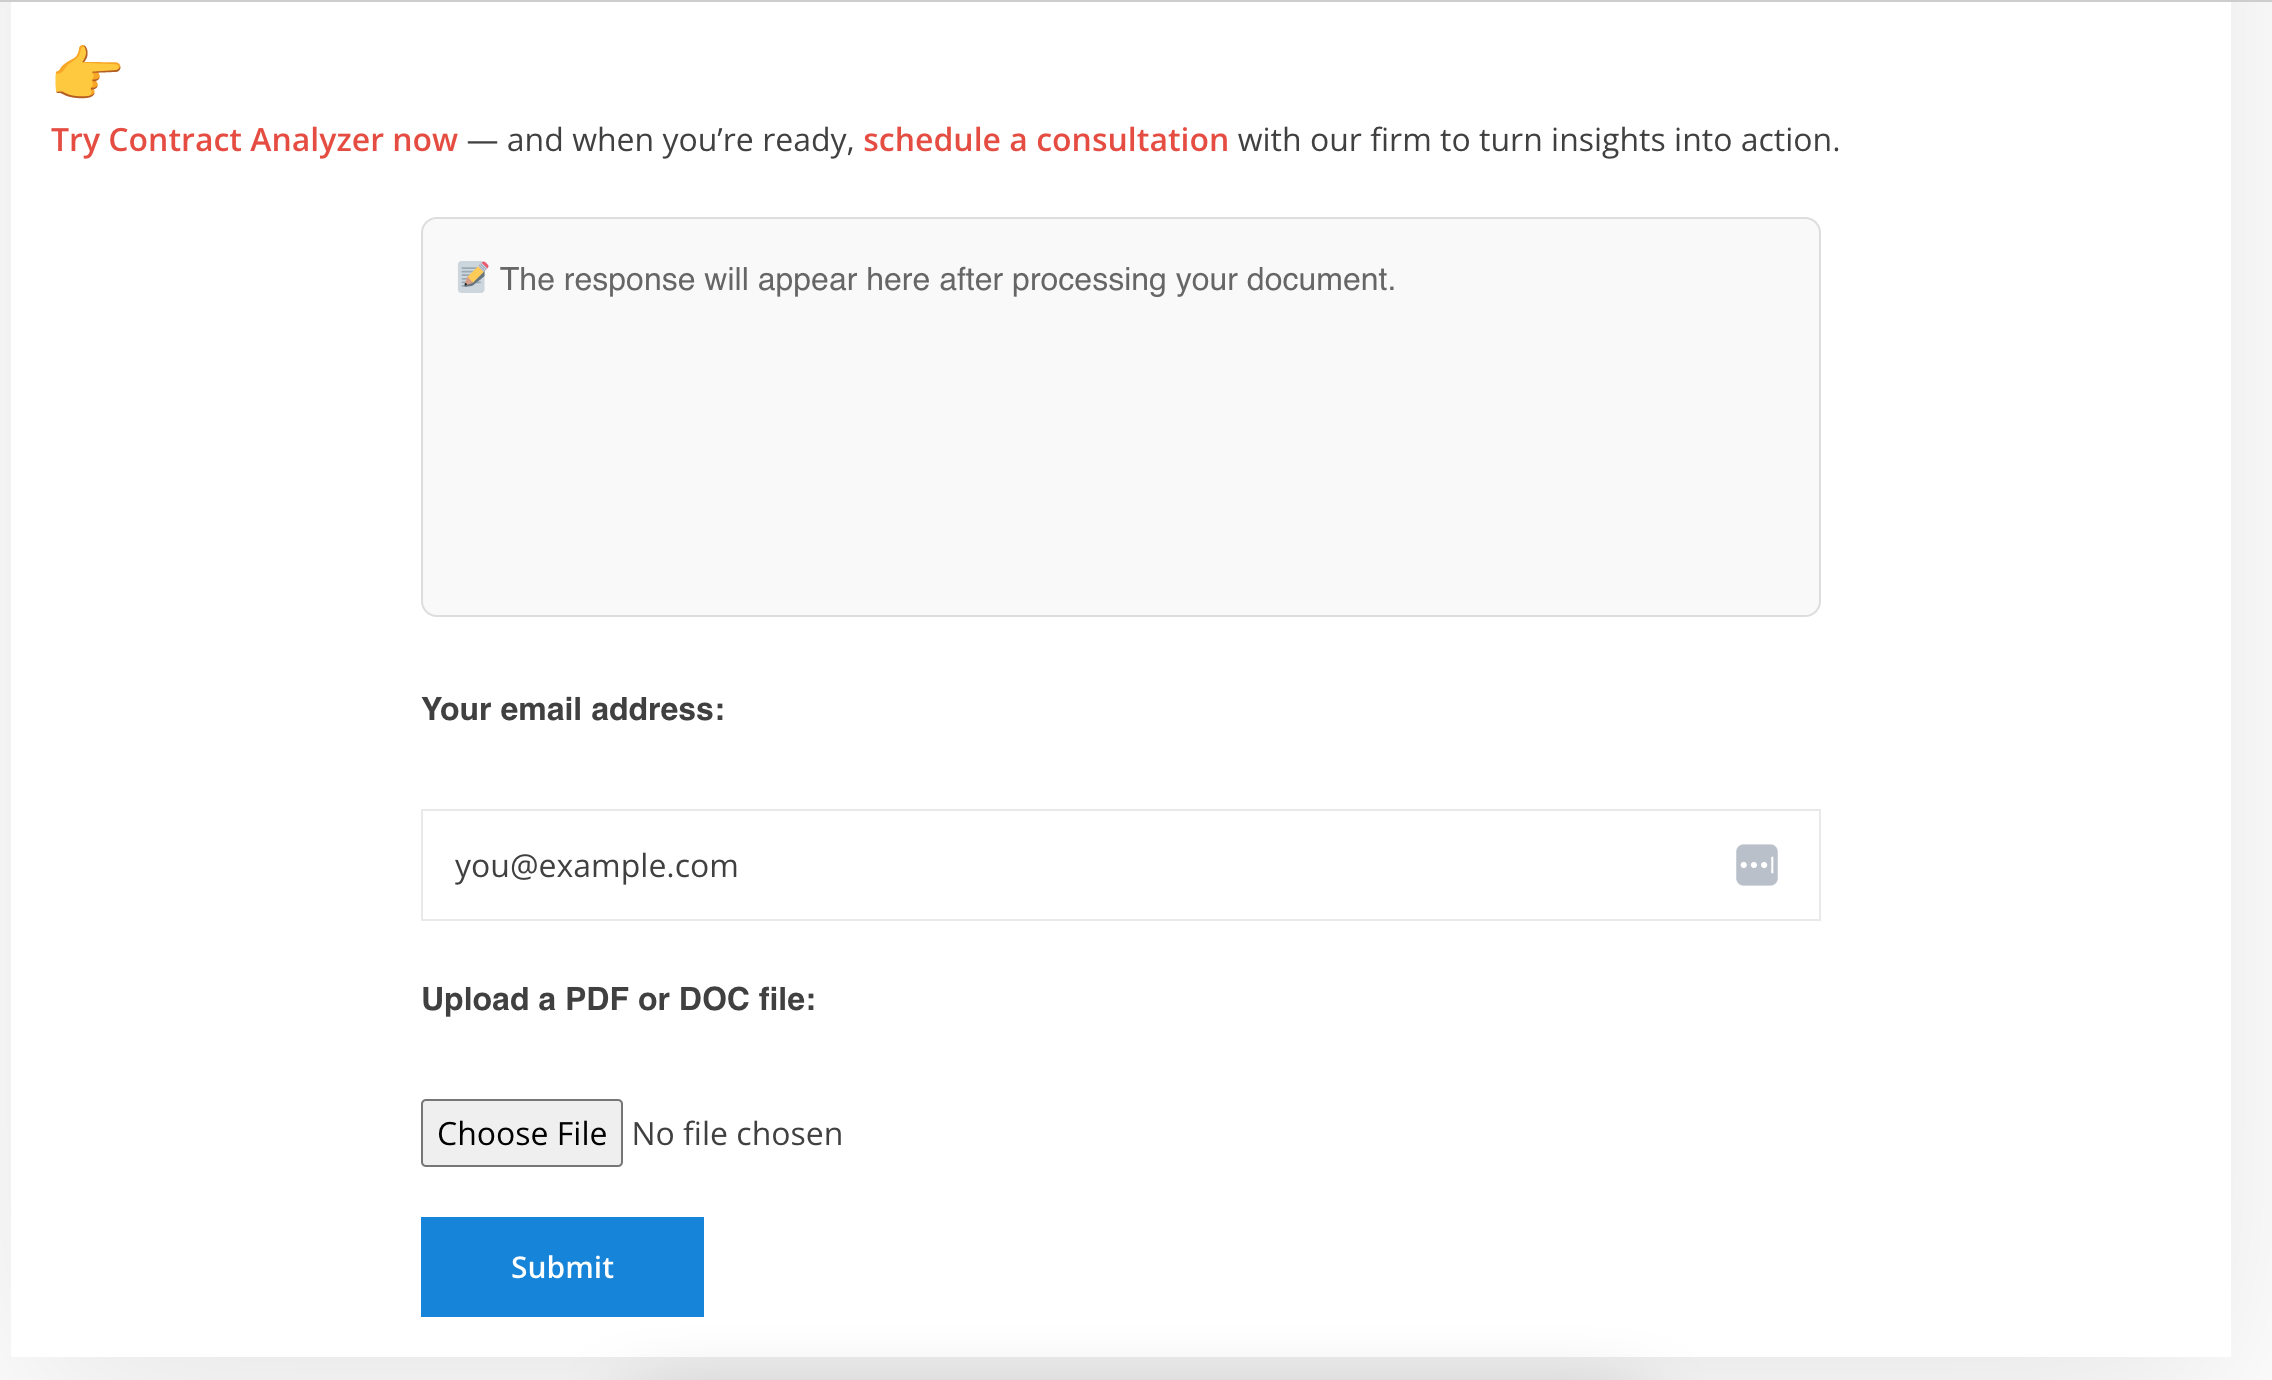 Try Contract Analyzer now — and when you’re ready, schedule a consultation with our firm to turn insights into action.
The response will appear here after processing your document.
Your email address:
you@example.com
Upload a PDF or DOC file:
Choose File No file chosen
Submit